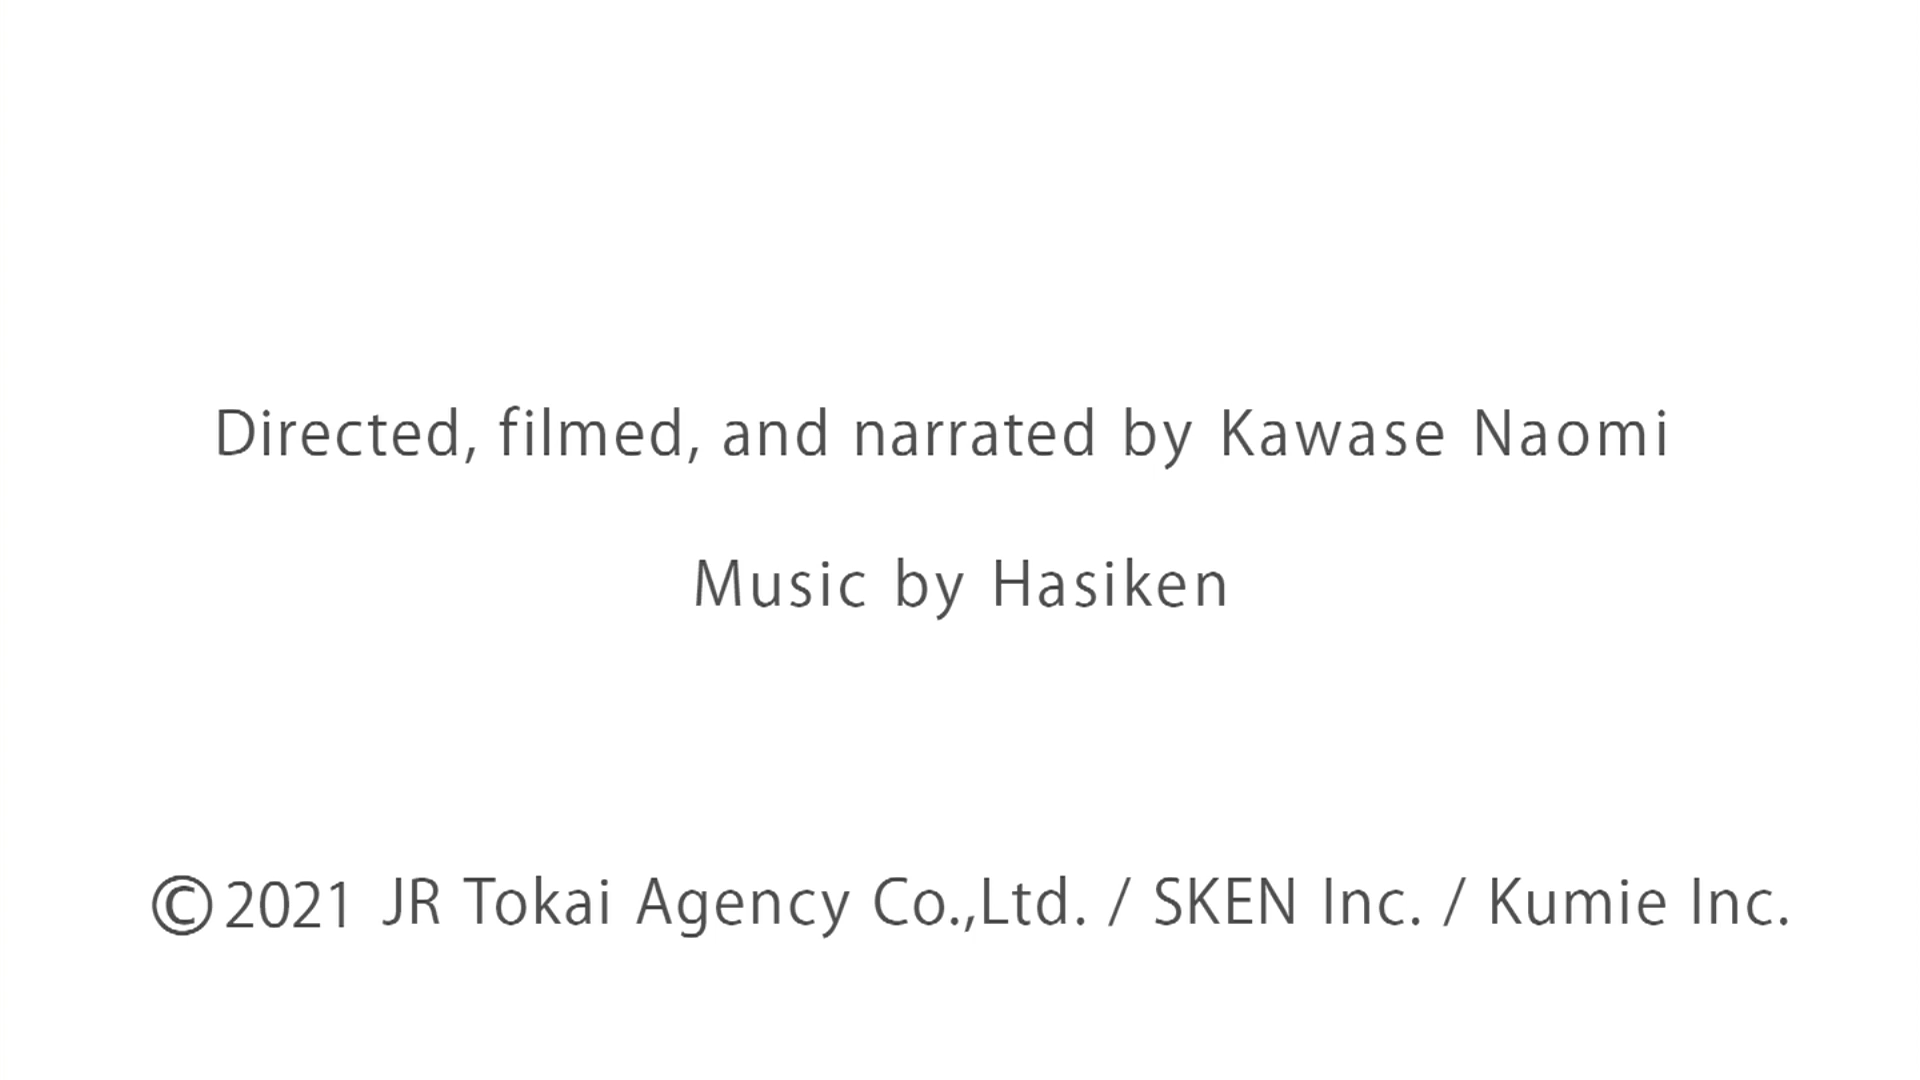 Directed, filmed, and narrated by Kawase Naomi
Music by Hasiken
©2021 JR Tokai Agency Co.,Ltd. / SKEN Inc. / Kumie Inc.